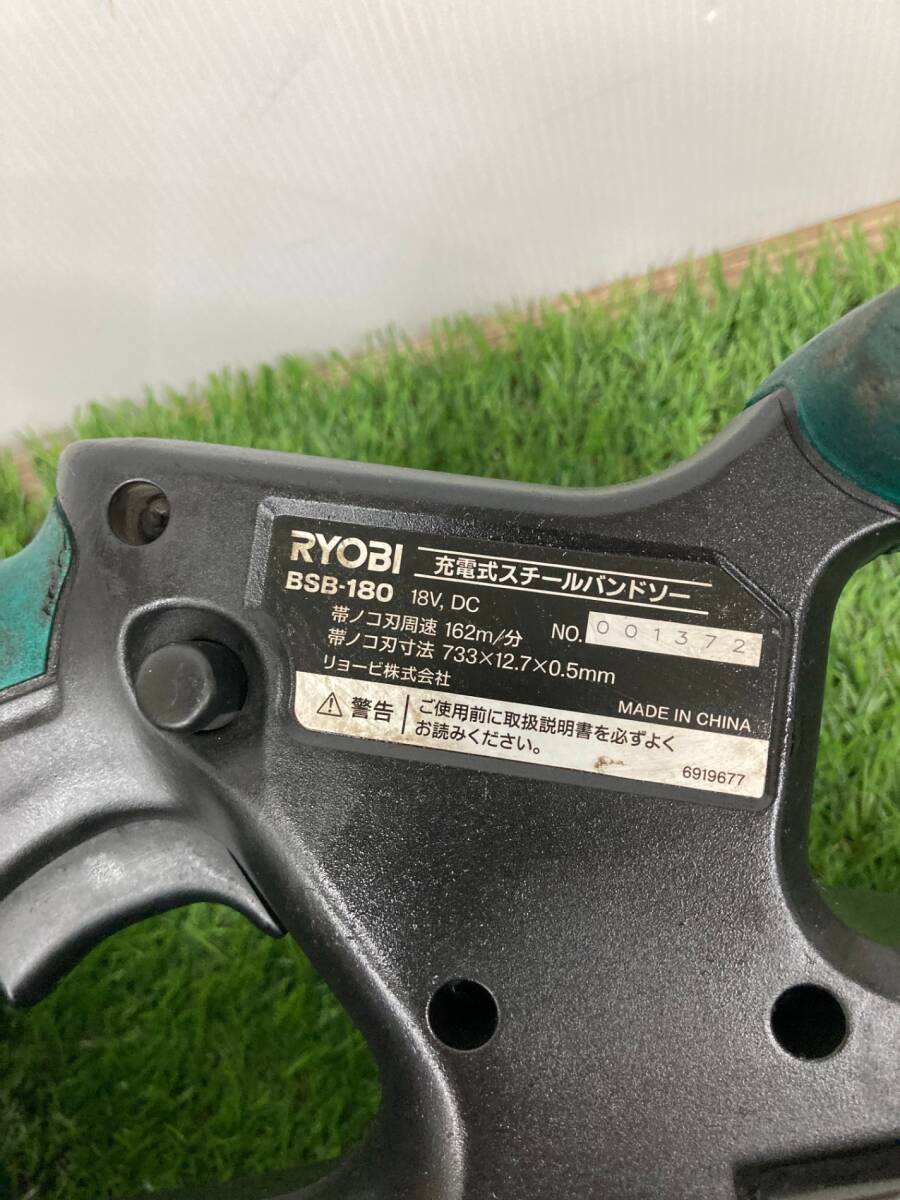 RYOBI 充電式スチールバンドソー
BSB-180 18V, DC
帯ノコ刃周速 162m/分 NO. 001372
帯ノコ刃寸法 733×12.7×0.5mm
リョービ株式会社
MADE IN CHINA
⚠警告 ご使用前に取扱説明書を必ずよく
お読みください。
6919677